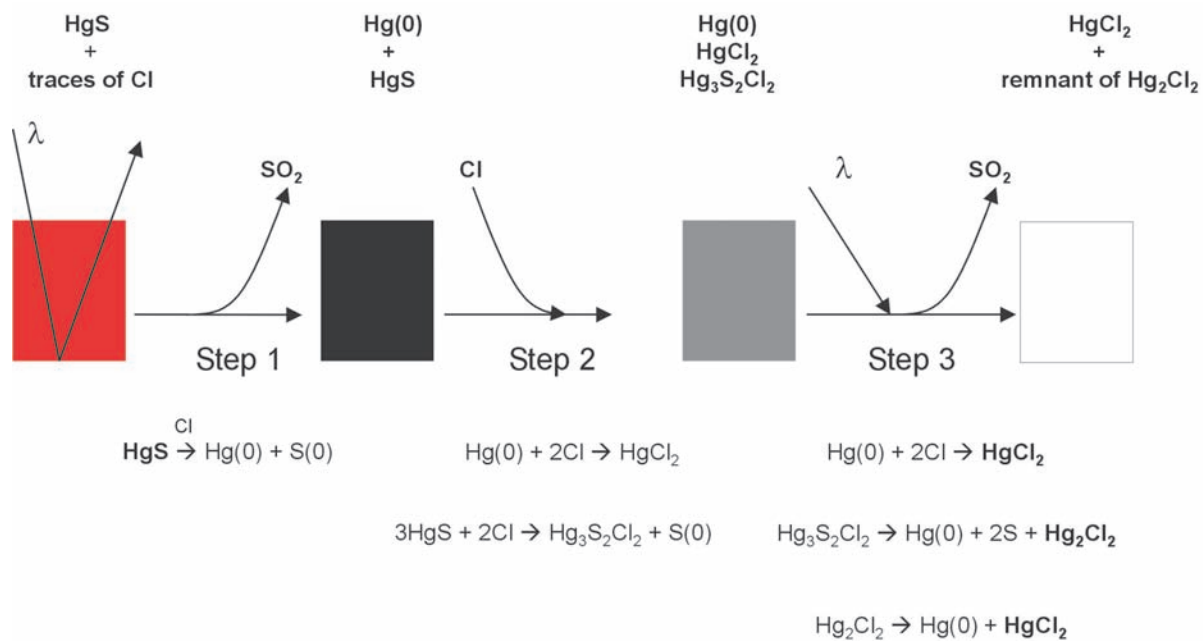 HgS
+
traces of Cl
Hg(0)
+
HgS
Hg(0)
HgCl₂
Hg₃S₂Cl₂
HgCl₂
+
remnant of Hg₂Cl₂
λ
SO₂
Cl
λ
SO₂
Step 1
Step 2
Step 3
Cl
HgS → Hg(0) + S(0)
Hg(0) + 2Cl → HgCl₂
Hg(0) + 2Cl → HgCl₂
3HgS + 2Cl → Hg₃S₂Cl₂ + S(0)
Hg₃S₂Cl₂ → Hg(0) + 2S + Hg₂Cl₂
Hg₂Cl₂ → Hg(0) + HgCl₂